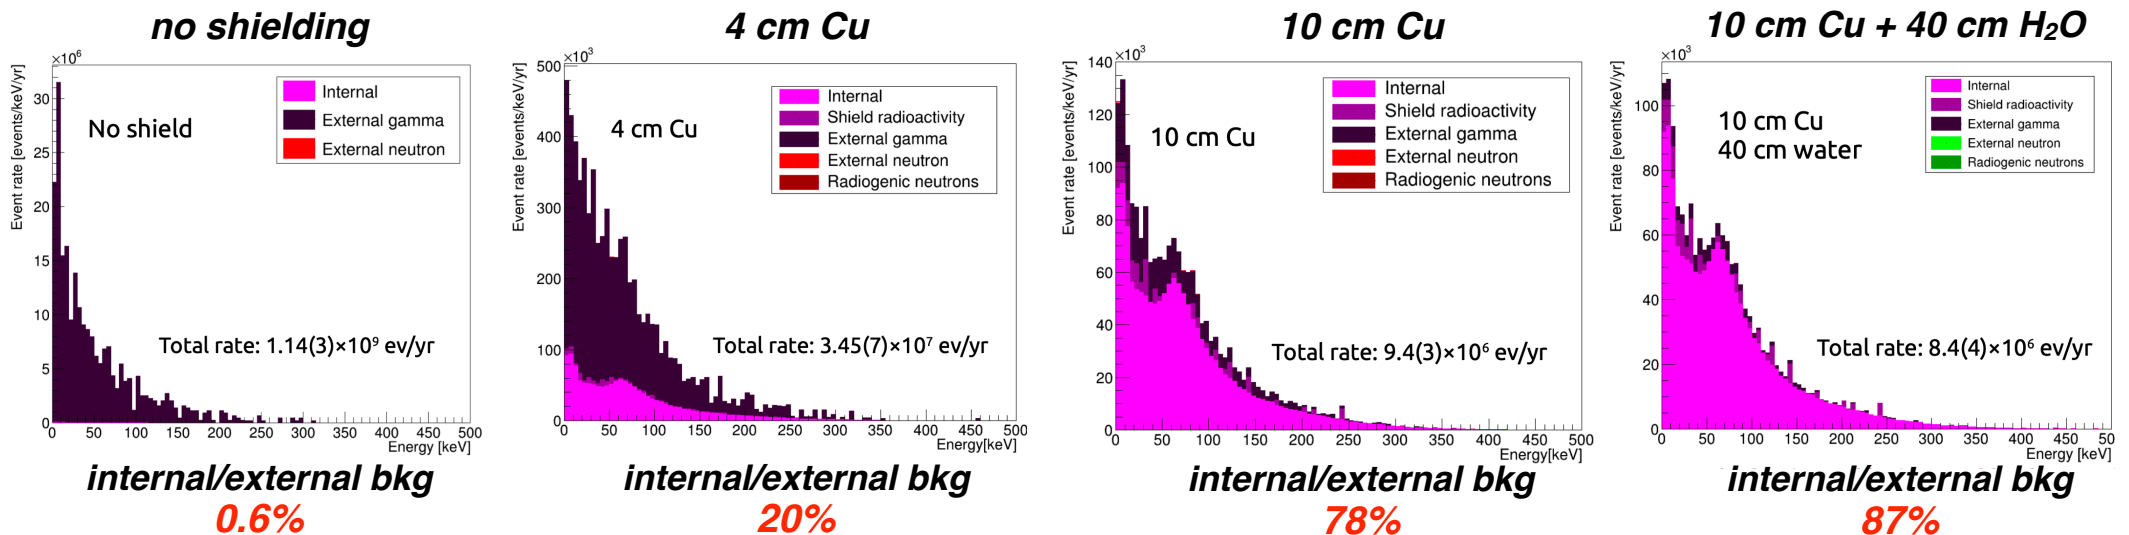 no shielding
×10⁶
Event rate [events/keV/yr]
30
25
20
15
10
5
0
Internal
External gamma
External neutron
No shield
Total rate: 1.14(3)×10⁹ ev/yr
0 50 100 150 200 250 300 350 400 450 500
Energy [keV]
internal/external bkg
0.6%
4 cm Cu
×10³
Event rate [events/keV/yr]
500
400
300
200
100
0
Internal
Shield radioactivity
External gamma
External neutron
Radiogenic neutrons
4 cm Cu
Total rate: 3.45(7)×10⁷ ev/yr
0 50 100 150 200 250 300 350 400 450 500
Energy[keV]
internal/external bkg
20%
10 cm Cu
×10³
Event rate [events/keV/yr]
140
120
100
80
60
40
20
0
Internal
Shield radioactivity
External gamma
External neutron
Radiogenic neutrons
10 cm Cu
Total rate: 9.4(3)×10⁶ ev/yr
0 50 100 150 200 250 300 350 400 450 500
Energy[keV]
internal/external bkg
78%
10 cm Cu + 40 cm H₂O
×10³
Event rate [events/keV/yr]
100
80
60
40
20
0
Internal
Shield radioactivity
External gamma
External neutron
Radiogenic neutrons
10 cm Cu
40 cm water
Total rate: 8.4(4)×10⁶ ev/yr
0 50 100 150 200 250 300 350 400 450 50
Energy [keV]
internal/external bkg
87%